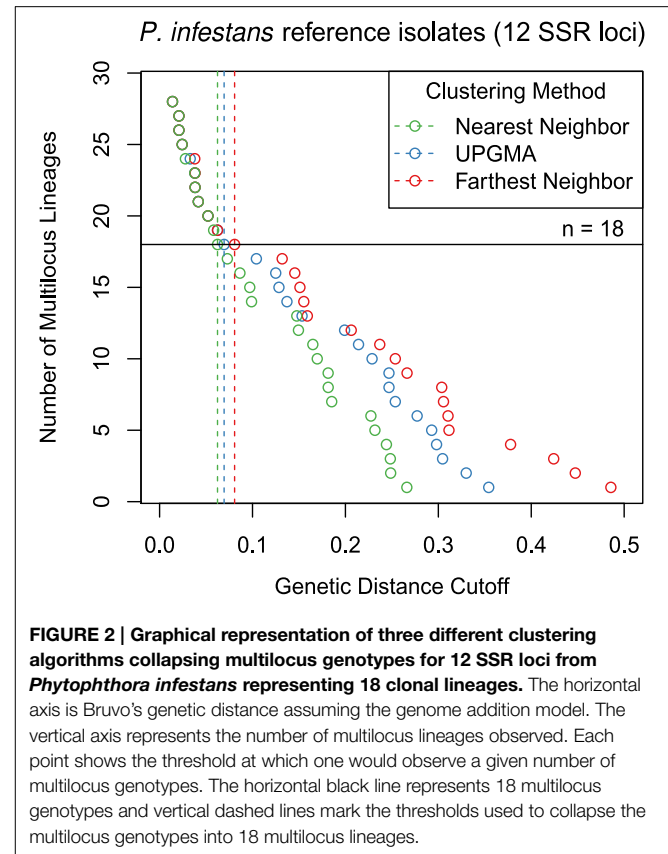 P. infestans reference isolates (12 SSR loci)
30
25
20
15
10
5
0
Number of Multilocus Lineages
Clustering Method
Nearest Neighbor
UPGMA
Farthest Neighbor
n = 18
0.0 0.1 0.2 0.3 0.4 0.5
Genetic Distance Cutoff
FIGURE 2 | Graphical representation of three different clustering
algorithms collapsing multilocus genotypes for 12 SSR loci from
Phytophthora infestans representing 18 clonal lineages. The horizontal
axis is Bruvo's genetic distance assuming the genome addition model. The
vertical axis represents the number of multilocus lineages observed. Each
point shows the threshold at which one would observe a given number of
multilocus genotypes. The horizontal black line represents 18 multilocus
genotypes and vertical dashed lines mark the thresholds used to collapse the
multilocus genotypes into 18 multilocus lineages.